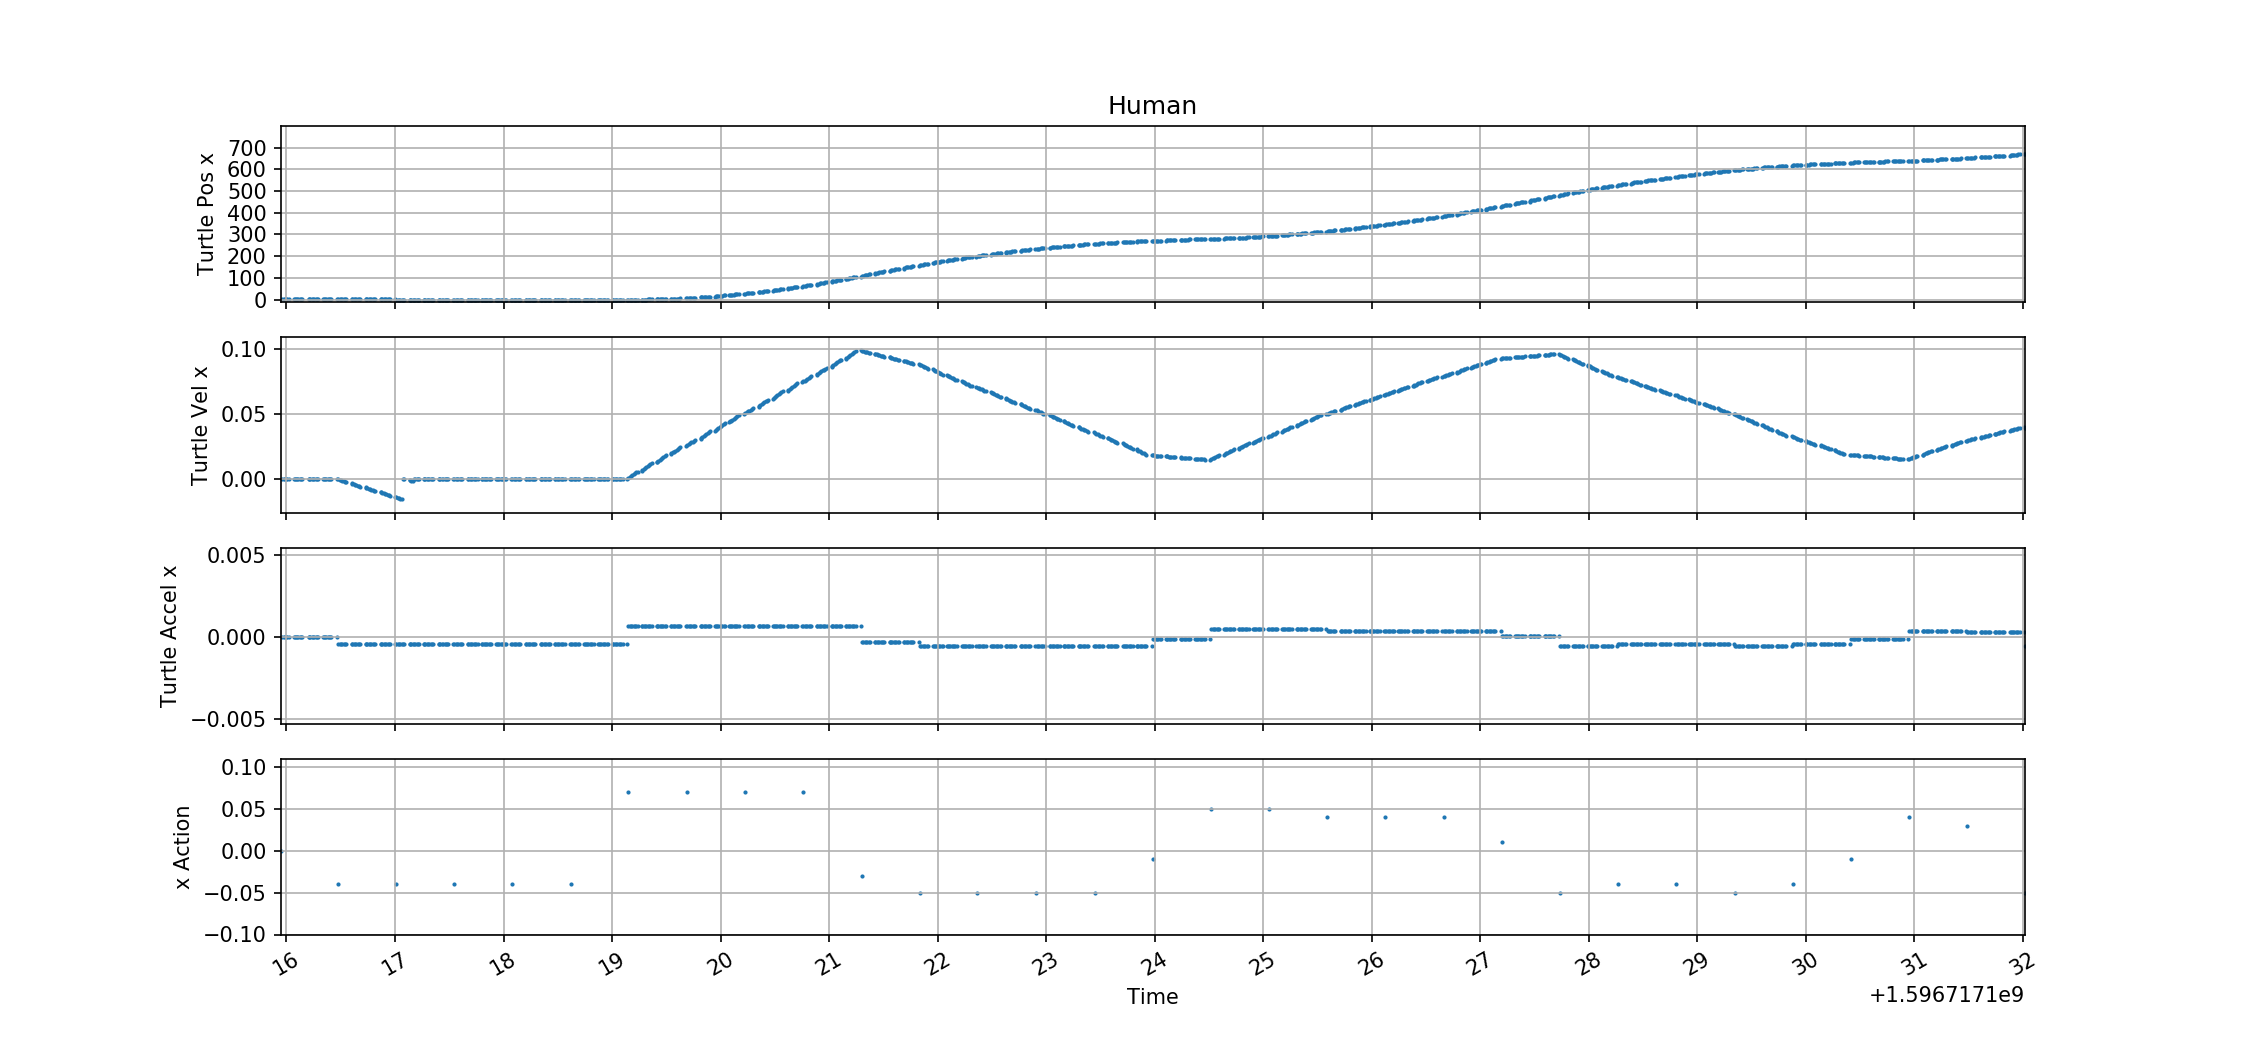 Human
Turtle Pos x
700
600
500
400
300
200
100
0
Turtle Vel x
0.10
0.05
0.00
Turtle Accel x
0.005
0.000
−0.005
x Action
0.10
0.05
0.00
−0.05
−0.10
16 17 18 19 20 21 22 23 24 25 26 27 28 29 30 31 32
Time
+1.5967171e9